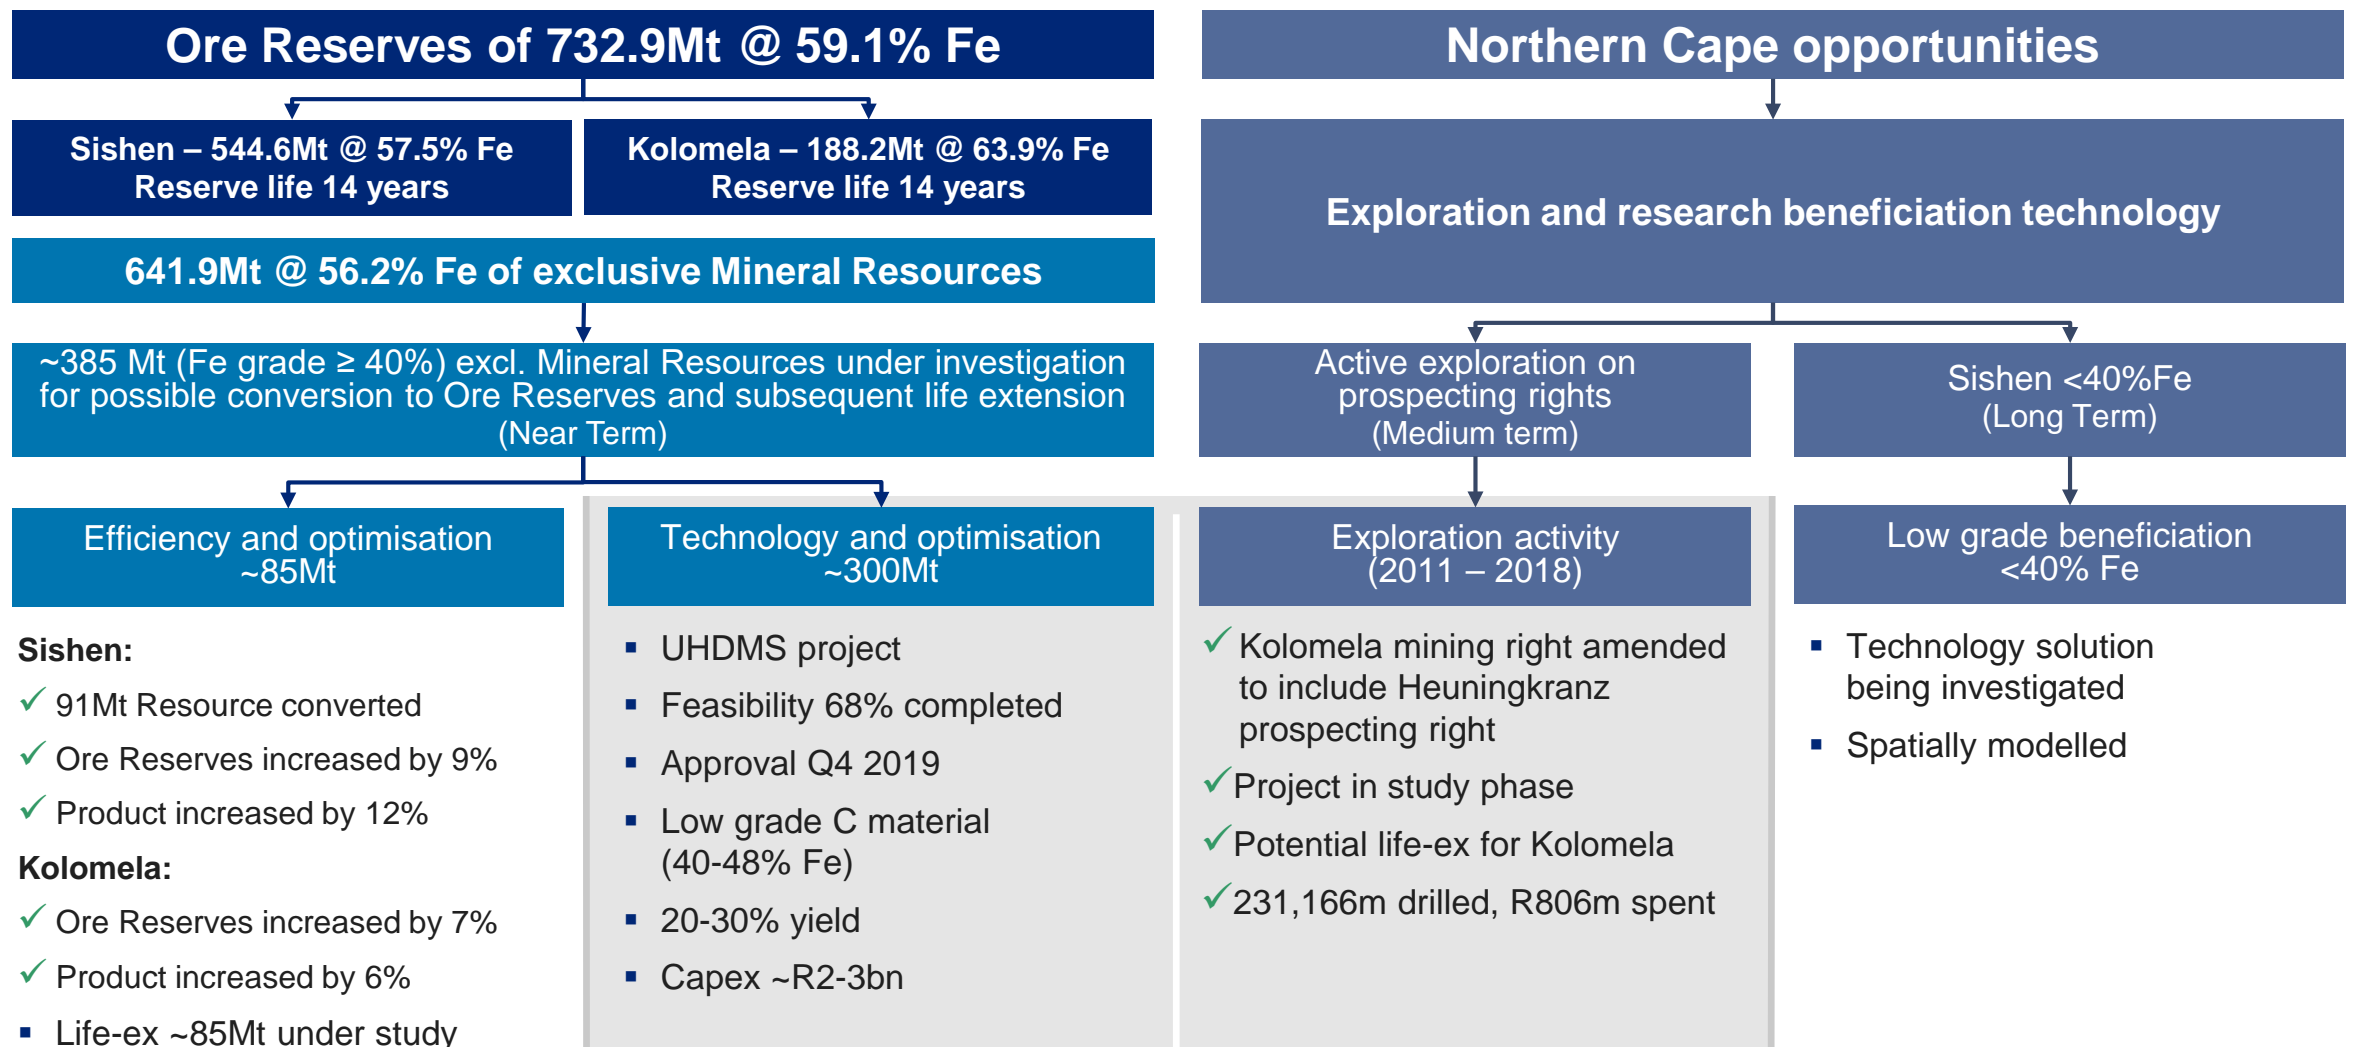 Ore Reserves of 732.9Mt @ 59.1% Fe
Sishen – 544.6Mt @ 57.5% Fe
Reserve life 14 years
Kolomela – 188.2Mt @ 63.9% Fe
Reserve life 14 years
641.9Mt @ 56.2% Fe of exclusive Mineral Resources
~385 Mt (Fe grade ≥ 40%) excl. Mineral Resources under investigation
for possible conversion to Ore Reserves and subsequent life extension
(Near Term)
Efficiency and optimisation
~85Mt
Sishen:
✓ 91Mt Resource converted
✓ Ore Reserves increased by 9%
✓ Product increased by 12%
Kolomela:
✓ Ore Reserves increased by 7%
✓ Product increased by 6%
▪ Life-ex ~85Mt under study
Technology and optimisation
~300Mt
▪ UHDMS project
▪ Feasibility 68% completed
▪ Approval Q4 2019
▪ Low grade C material
(40-48% Fe)
▪ 20-30% yield
▪ Capex ~R2-3bn
Northern Cape opportunities
Exploration and research beneficiation technology
Active exploration on
prospecting rights
(Medium term)
Exploration activity
(2011 – 2018)
✓ Kolomela mining right amended
to include Heuningkranz
prospecting right
✓ Project in study phase
✓ Potential life-ex for Kolomela
✓ 231,166m drilled, R806m spent
Sishen <40%Fe
(Long Term)
Low grade beneficiation
<40% Fe
▪ Technology solution
being investigated
▪ Spatially modelled